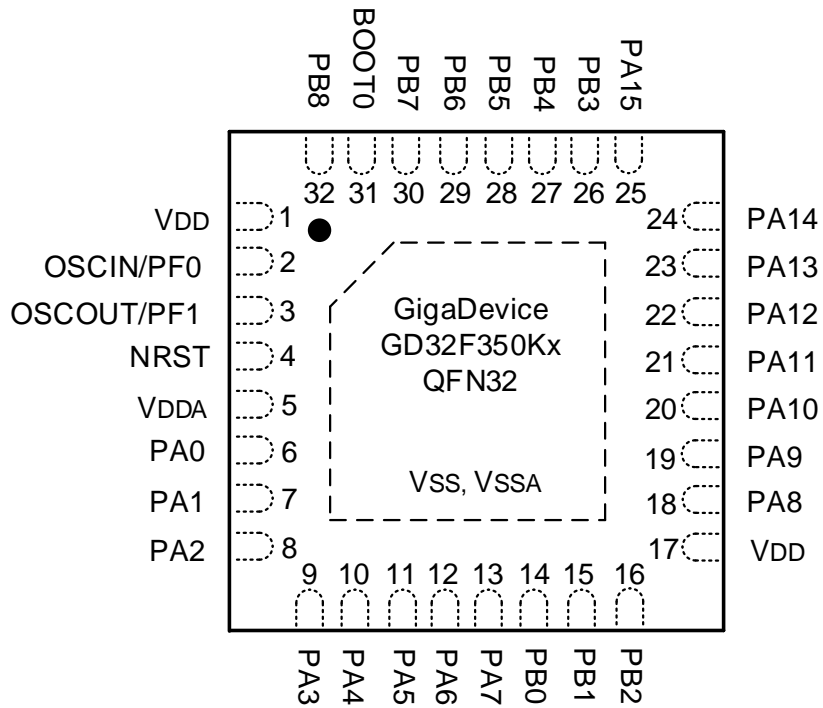 PB8
BOOT0
PB7
PB6
PB5
PB4
PB3
PA15
32
31
30
29
28
27
26
25
VDD
1
OSCIN/PF0
2
OSCOUT/PF1
3
NRST
4
VDDA
5
PA0
6
PA1
7
PA2
8
GigaDevice
GD32F350Kx
QFN32
VSS, VSSA
24
PA14
23
PA13
22
PA12
21
PA11
20
PA10
19
PA9
18
PA8
17
VDD
9
10
11
12
13
14
15
16
PA3
PA4
PA5
PA6
PA7
PB0
PB1
PB2